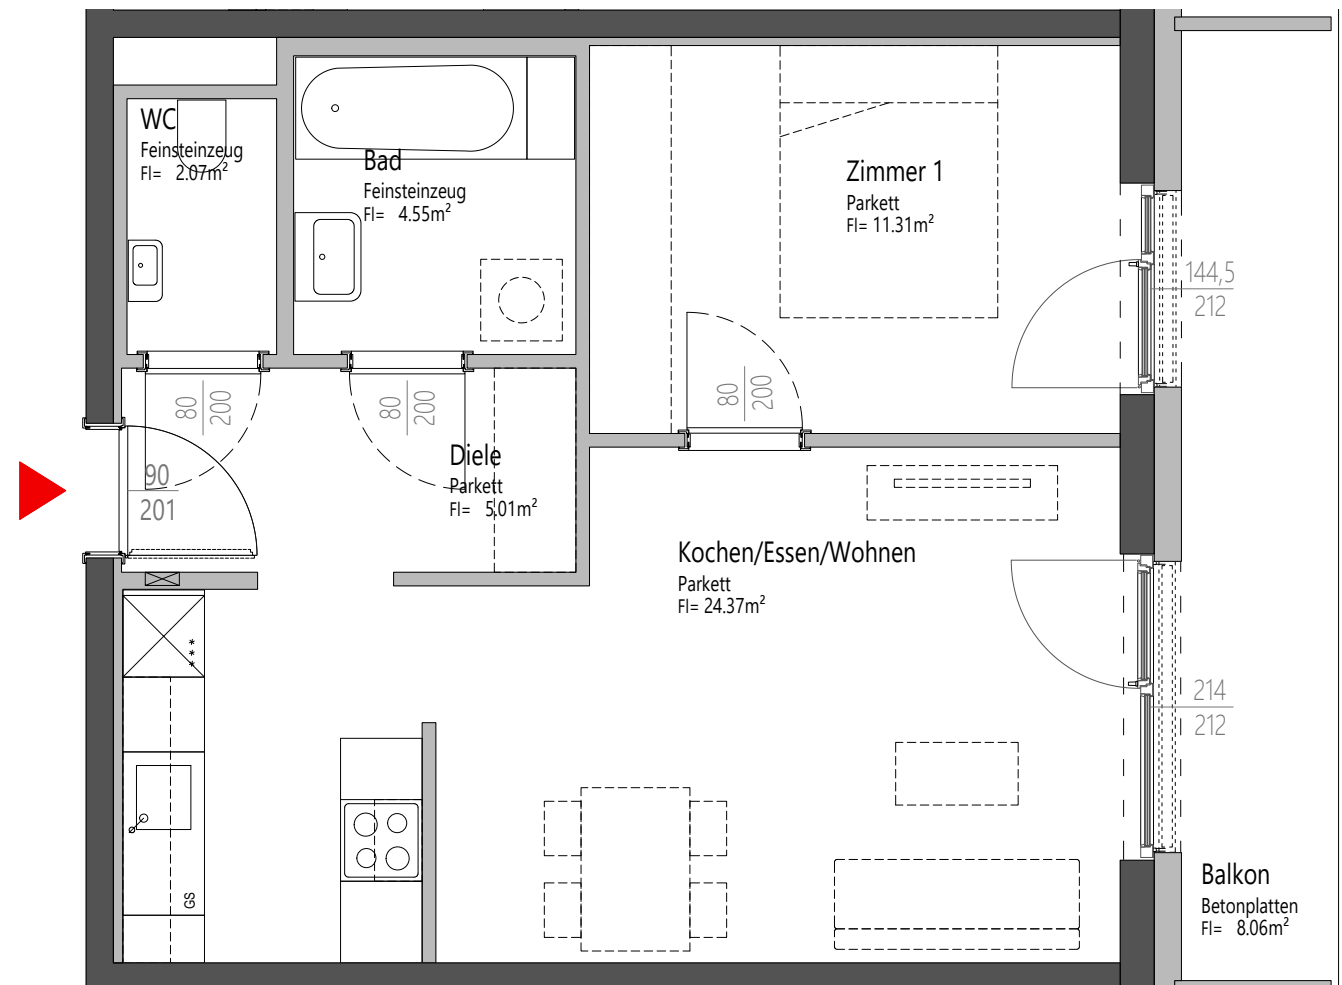 WC
Feinsteinzeug
Fl= 2.07m²
Bad
Feinsteinzeug
Fl= 4.55m²
Zimmer 1
Parkett
Fl= 11.31m²
144,5
212
80
200
80
200
80
200
90
201
Diele
Parkett
Fl= 5.01m²
Kochen/Essen/Wohnen
Parkett
Fl= 24.37m²
***
214
212
GS
Balkon
Betonplatten
Fl= 8.06m²